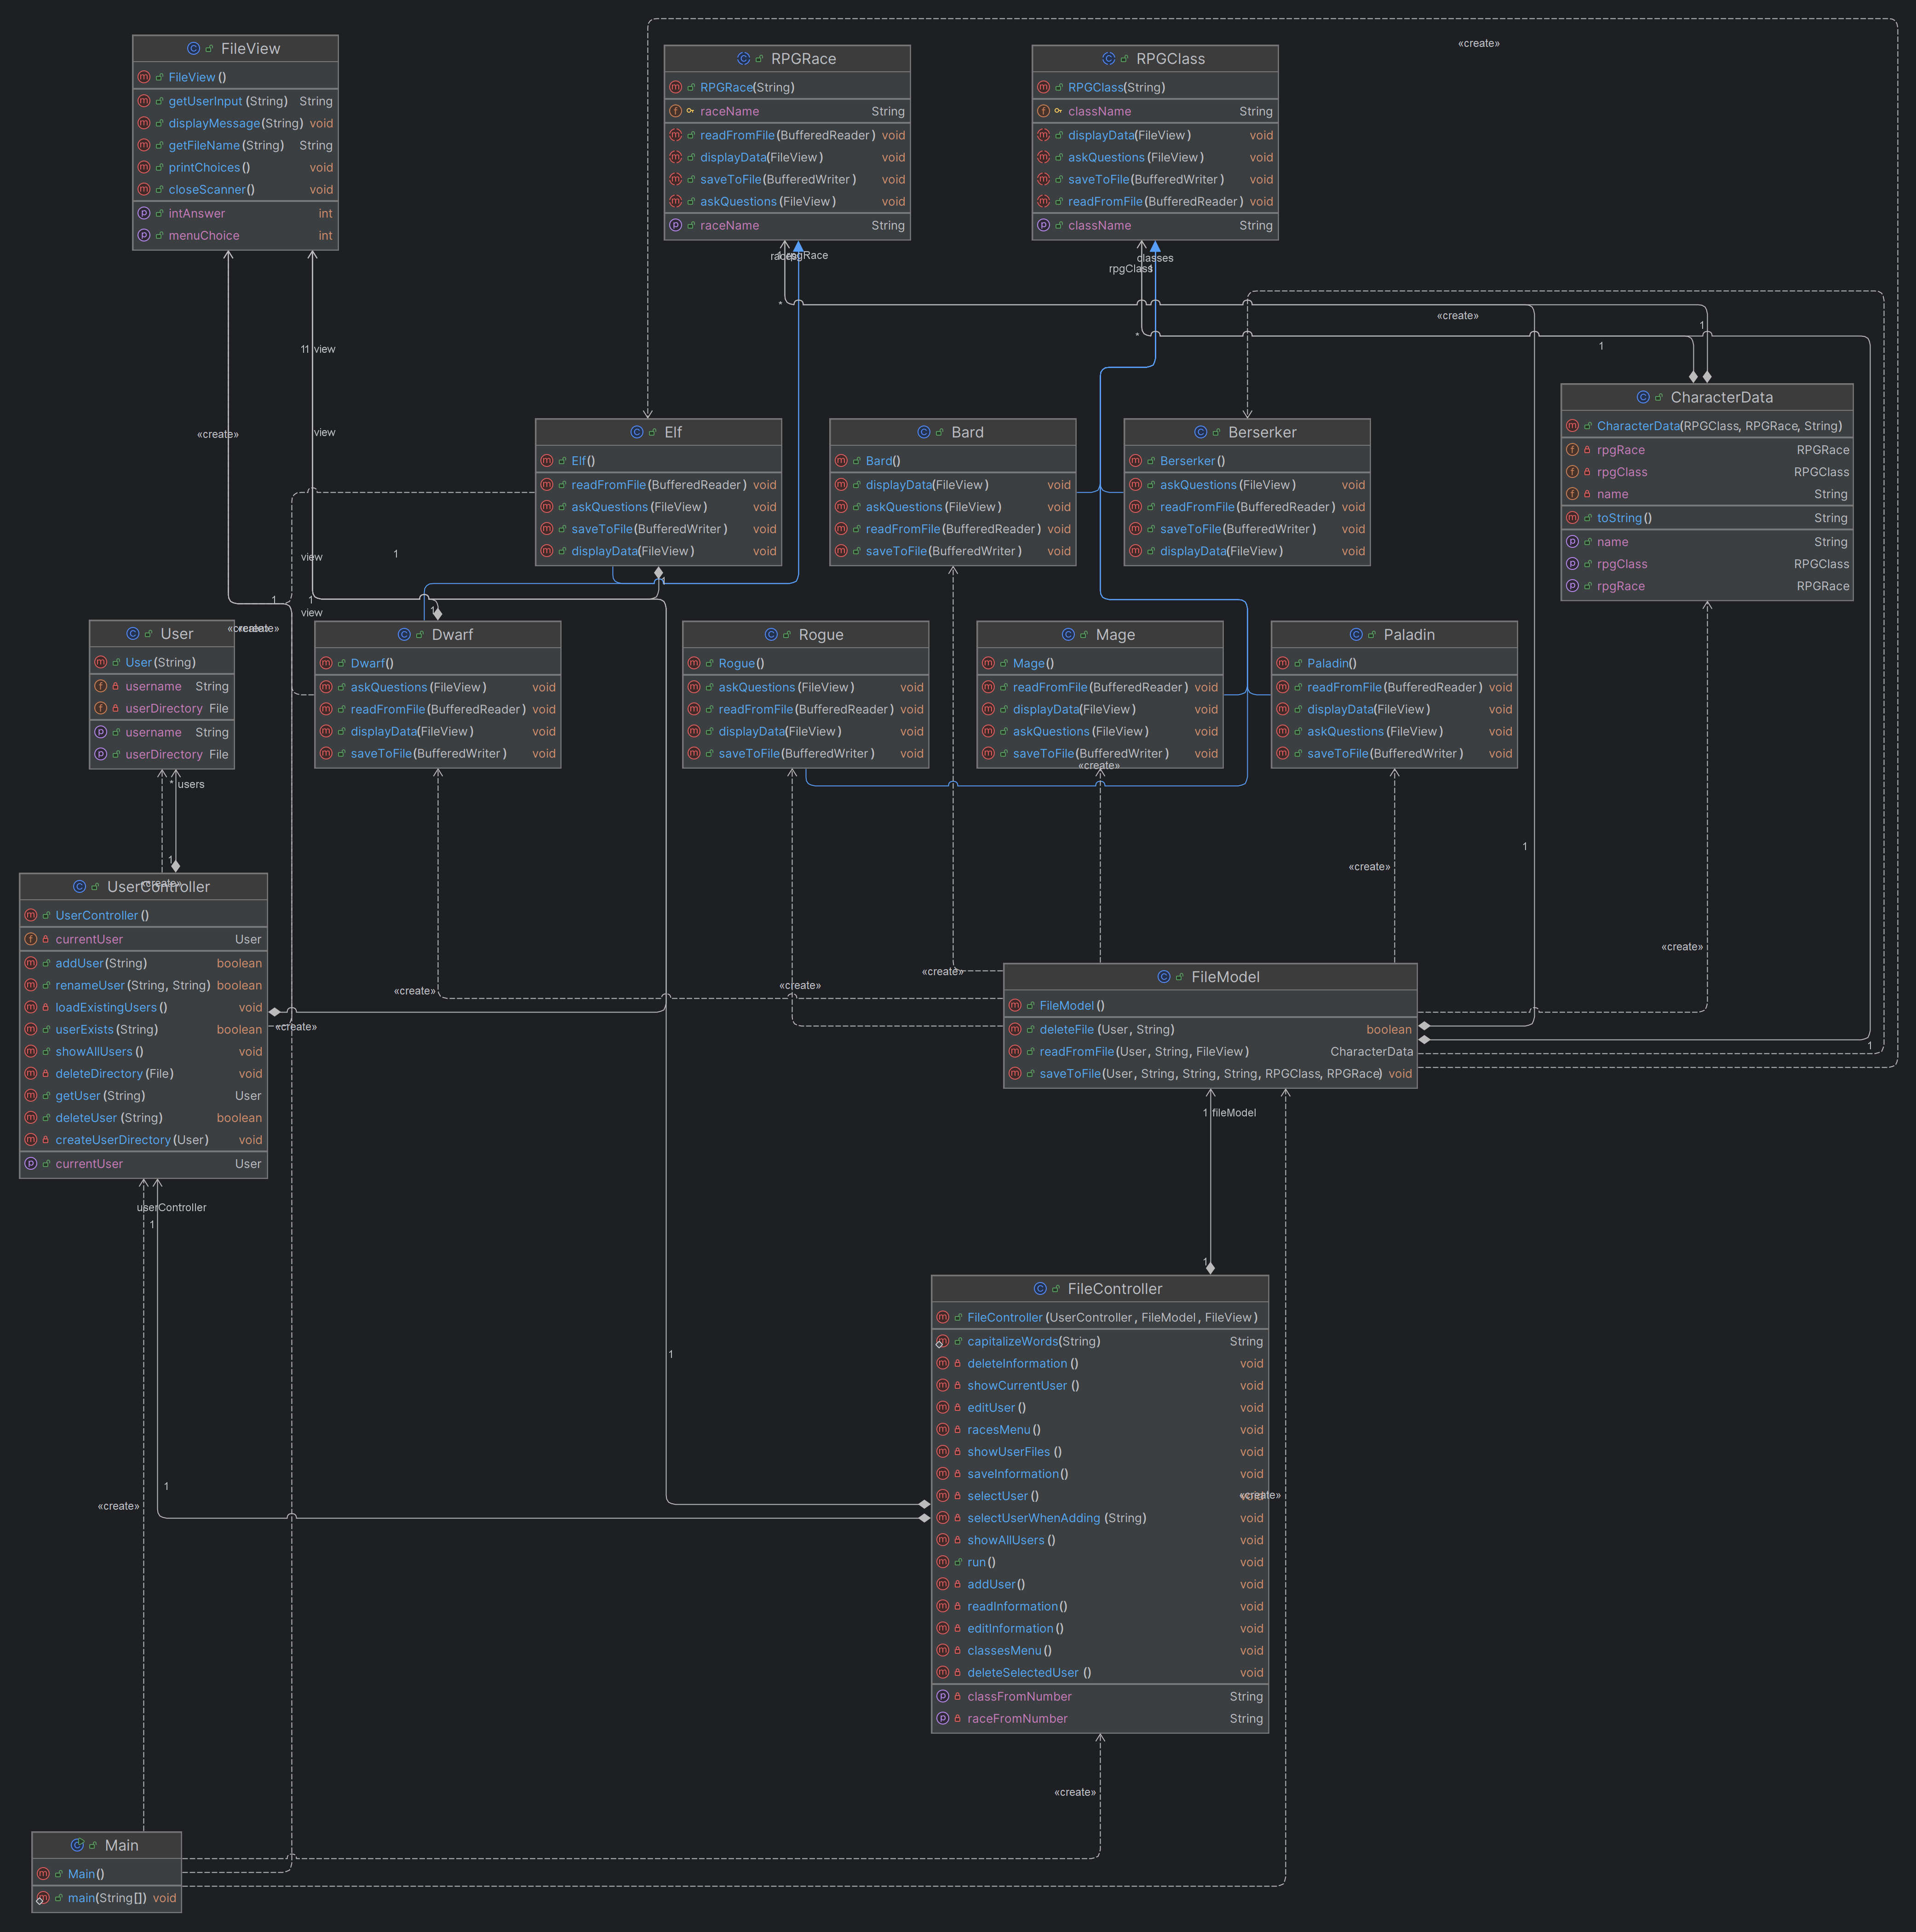 «create»
FileView
FileView()
getUserInput(String) String
displayMessage(String) void
getFileName(String) String
printChoices() void
closeScanner() void
intAnswer int
menuChoice int
RPGRace
RPGRace(String)
raceName String
readFromFile(BufferedReader) void
displayData(FileView) void
saveToFile(BufferedWriter) void
askQuestions(FileView) void
raceName String
RPGClass
RPGClass(String)
className String
displayData(FileView) void
askQuestions(FileView) void
saveToFile(BufferedWriter) void
readFromFile(BufferedReader) void
className String
rpgRace
classes
rpgClass
*
«create»
1
*
1
11 view
view
«create»
Elf
Elf()
readFromFile(BufferedReader) void
askQuestions(FileView) void
saveToFile(BufferedWriter) void
displayData(FileView) void
Bard
Bard()
displayData(FileView) void
askQuestions(FileView) void
readFromFile(BufferedReader) void
saveToFile(BufferedWriter) void
Berserker
Berserker()
askQuestions(FileView) void
readFromFile(BufferedReader) void
saveToFile(BufferedWriter) void
displayData(FileView) void
CharacterData
CharacterData(RPGClass, RPGRace, String)
rpgRace RPGRace
rpgClass RPGClass
name String
toString() String
name String
rpgClass RPGClass
rpgRace RPGRace
view
1
1
1
1
view
1
«create»
User
User(String)
username String
userDirectory File
username String
userDirectory File
Dwarf
Dwarf()
askQuestions(FileView) void
readFromFile(BufferedReader) void
displayData(FileView) void
saveToFile(BufferedWriter) void
Rogue
Rogue()
askQuestions(FileView) void
readFromFile(BufferedReader) void
displayData(FileView) void
saveToFile(BufferedWriter) void
Mage
Mage()
readFromFile(BufferedReader) void
displayData(FileView) void
askQuestions(FileView) void
saveToFile(BufferedWriter) void
«create»
Paladin
Paladin()
readFromFile(BufferedReader) void
displayData(FileView) void
askQuestions(FileView) void
saveToFile(BufferedWriter) void
* users
1
1
«create»
«create»
UserController
UserController()
currentUser User
addUser(String) boolean
renameUser(String, String) boolean
loadExistingUsers() void
userExists(String) boolean
showAllUsers() void
deleteDirectory(File) void
getUser(String) User
deleteUser(String) boolean
createUserDirectory(User) void
currentUser User
«create»
«create»
«create»
«create»
«create»
FileModel
FileModel()
deleteFile(User, String) boolean
readFromFile(User, String, FileView) CharacterData
saveToFile(User, String, String, String, RPGClass, RPGRace) void
1
1 fileModel
userController
1
1
FileController
FileController(UserController, FileModel, FileView)
capitalizeWords(String) String
deleteInformation() void
showCurrentUser() void
editUser() void
racesMenu() void
showUserFiles() void
saveInformation() void
selectUser() void
selectUserWhenAdding(String) void
showAllUsers() void
run() void
addUser() void
readInformation() void
editInformation() void
classesMenu() void
deleteSelectedUser() void
classFromNumber String
raceFromNumber String
1
1
«create»
«create»
«create»
Main
Main()
main(String[]) void